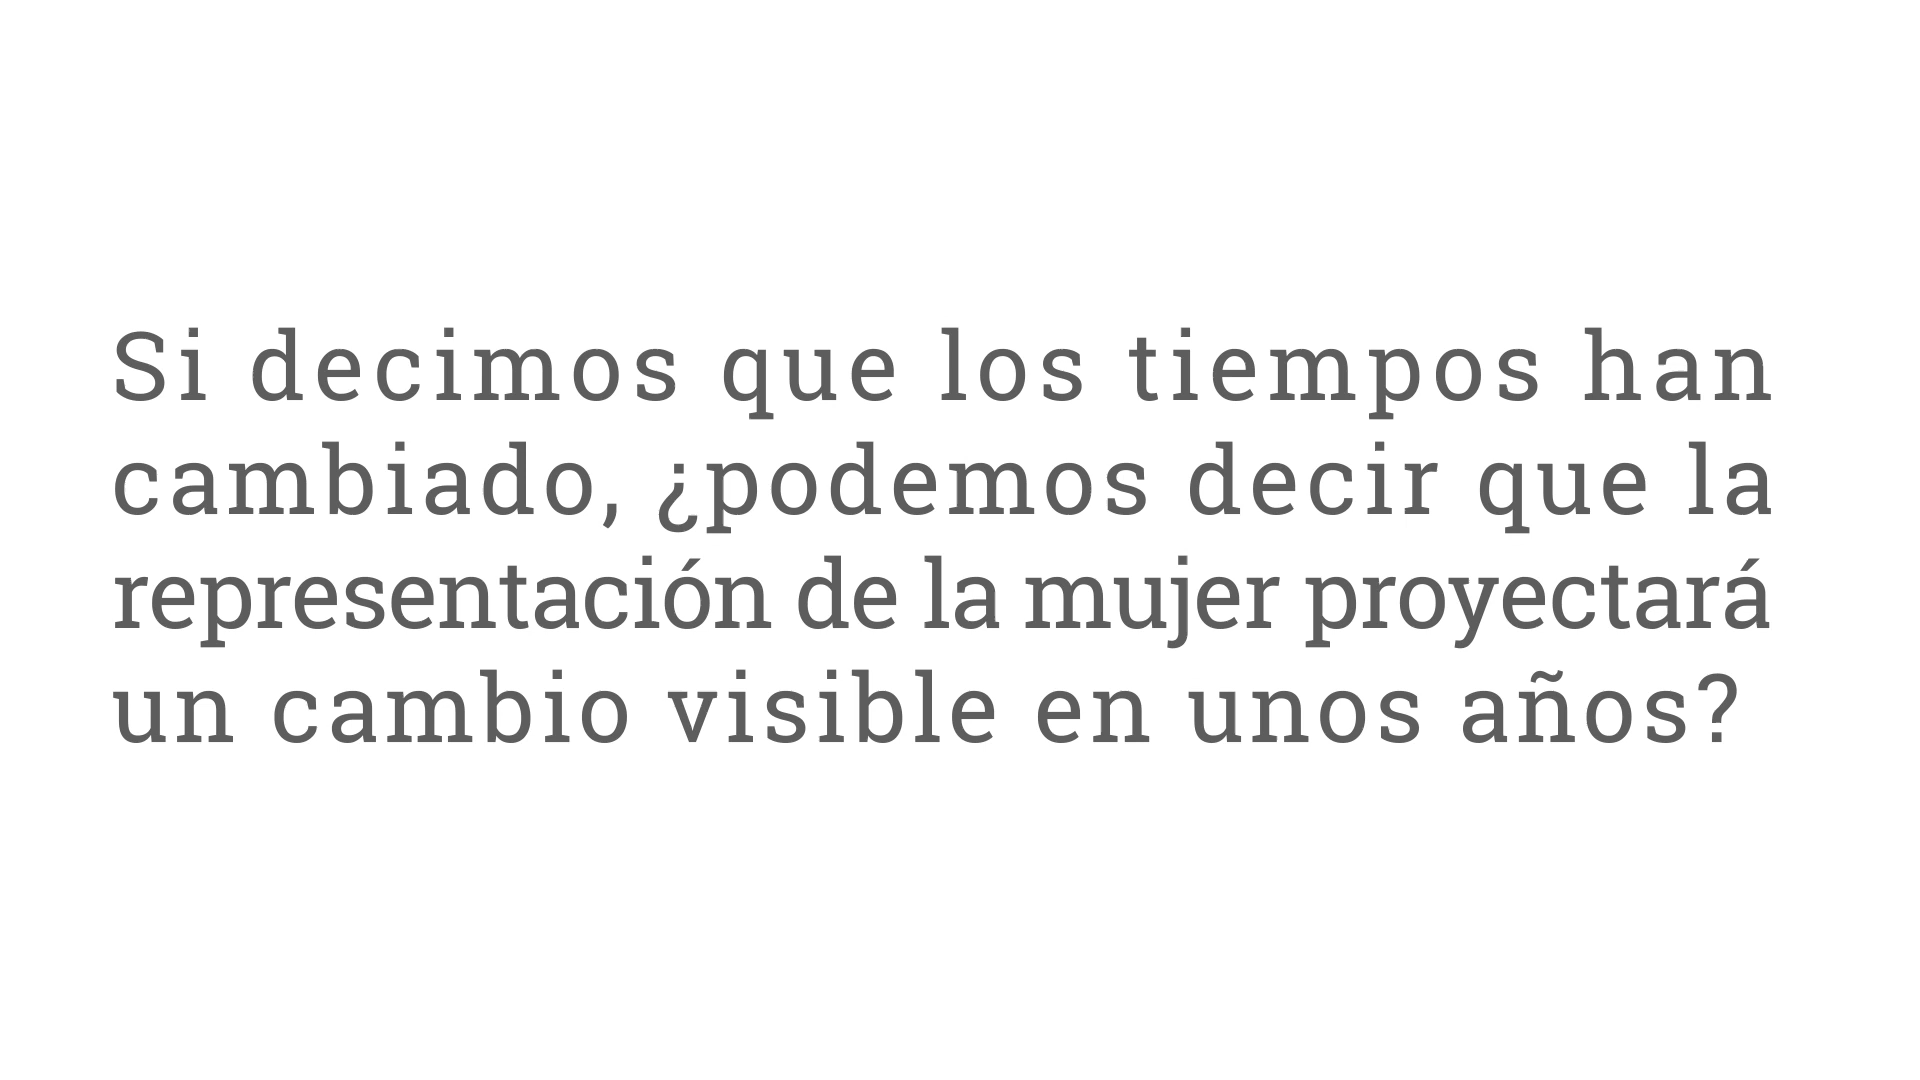 Si decimos que los tiempos han
cambiado, ¿podemos decir que la
representación de la mujer proyectará
un cambio visible en unos años?